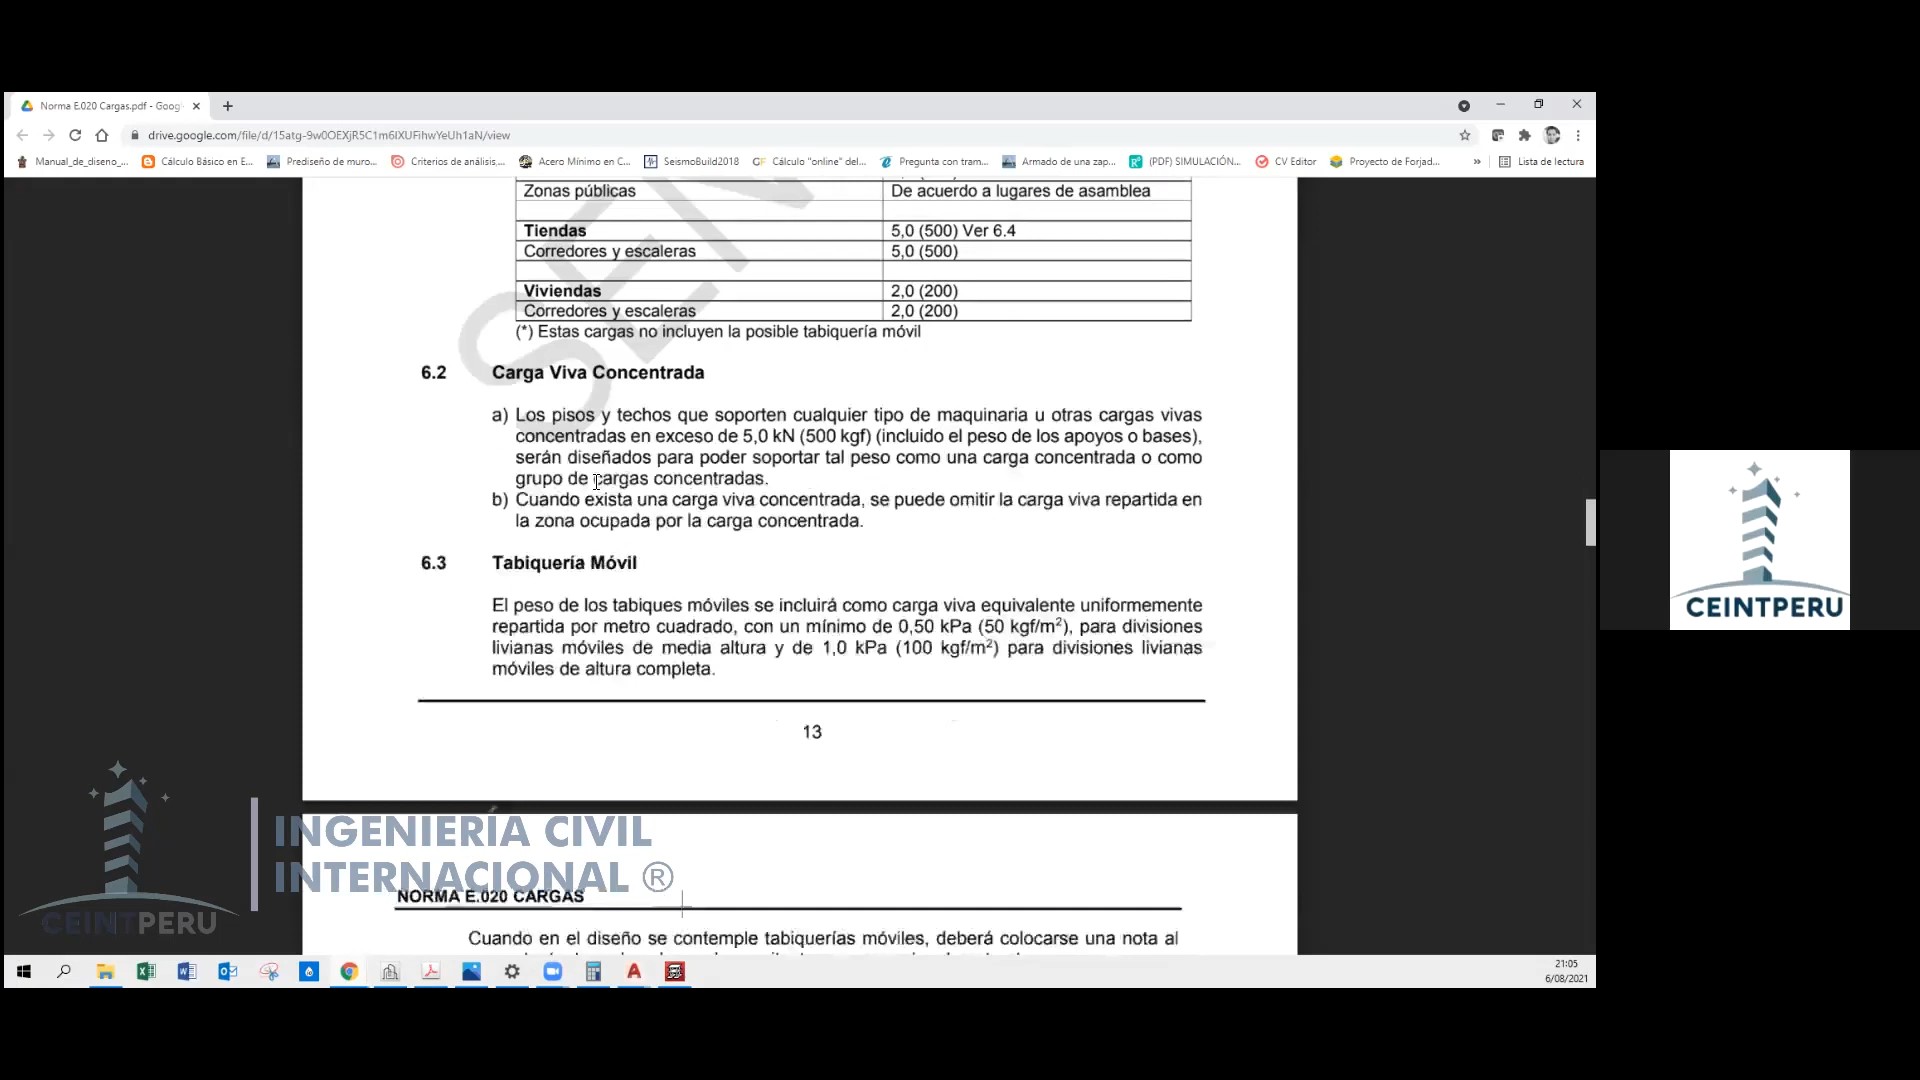 Norma E.020 Cargas.pdf - Goog
drive.google.com/file/d/15atg-9w0OEXjR5C1m6IXUFihwYeUh1aN/view
Manual_de_diseno_... Cálculo Básico en E... Prediseño de muro... Criterios de análisis,... Acero Mínimo en C... SeismoBuild2018 Cálculo "online" del... Pregunta con tram... Armado de una zap... (PDF) SIMULACIÓN... CV Editor Proyecto de Forjad... » Lista de lectura
Zonas públicas De acuerdo a lugares de asamblea
Tiendas 5,0 (500) Ver 6.4
Corredores y escaleras 5,0 (500)
Viviendas 2,0 (200)
Corredores y escaleras 2,0 (200)
(*) Estas cargas no incluyen la posible tabiquería móvil
SEN
6.2 Carga Viva Concentrada
a) Los pisos y techos que soporten cualquier tipo de maquinaria u otras cargas vivas
concentradas en exceso de 5,0 kN (500 kgf) (incluido el peso de los apoyos o bases),
serán diseñados para poder soportar tal peso como una carga concentrada o como
grupo de cargas concentradas.
b) Cuando exista una carga viva concentrada, se puede omitir la carga viva repartida en
la zona ocupada por la carga concentrada.
6.3 Tabiquería Móvil
El peso de los tabiques móviles se incluirá como carga viva equivalente uniformemente
repartida por metro cuadrado, con un mínimo de 0,50 kPa (50 kgf/m²), para divisiones
livianas móviles de media altura y de 1,0 kPa (100 kgf/m²) para divisiones livianas
móviles de altura completa.
13
NORMA E.020 CARGAS
Cuando en el diseño se contemple tabiquerías móviles, deberá colocarse una nota al
INGENIERÍA CIVIL
INTERNACIONAL ®
CEINTPERU
CEINTPERU
21:05
6/08/2021